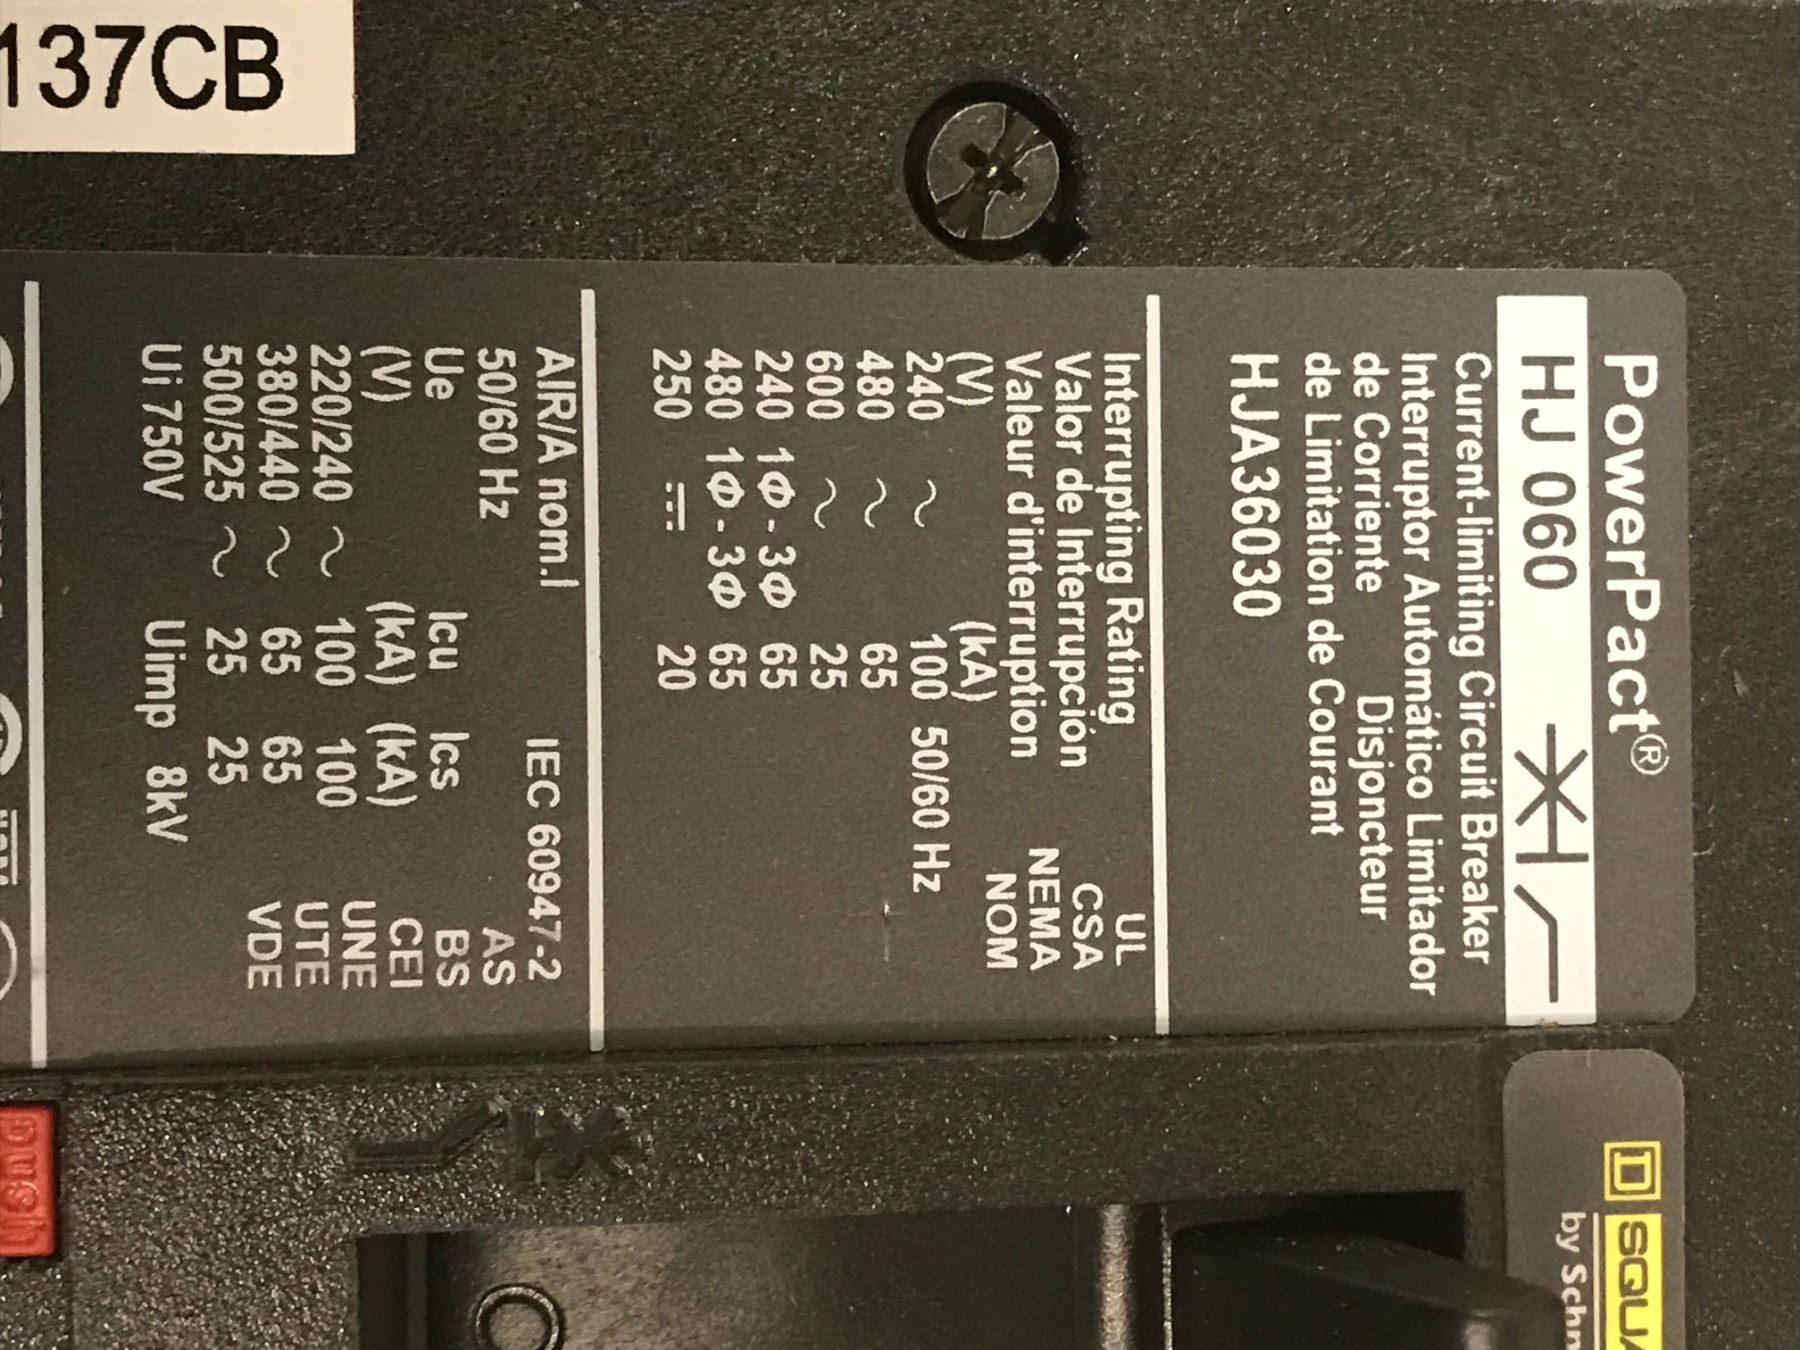 137CB
PowerPact®
HJ 060
Current-limiting Circuit Breaker
Interruptor Automático Limitador
de Corriente Disjoncteur
de Limitation de Courant
HJA36030
Interrupting Rating UL
Valor de Interrupción CSA
Valeur d'interruption NEMA
(V) (kA) NOM
240 ~ 100 50/60 Hz
480 ~ 65
600 ~ 25
240 1Φ - 3Φ 65
480 1Φ - 3Φ 65
250 ⎓ 20
AIR/A nom.I IEC 60947-2
50/60 Hz AS
Ue Icu Ics BS
(V) (kA) (kA) CEI
220/240 ~ 100 100 UNE
380/440 ~ 65 65 UTE
500/525 ~ 25 25 VDE
Ui 750V Uimp 8kV
D SQUA
by Schn
push